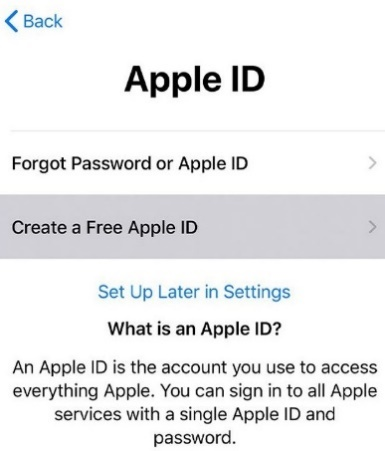 Back
Apple ID
Forgot Password or Apple ID
Create a Free Apple ID
Set Up Later in Settings
What is an Apple ID?
An Apple ID is the account you use to access
everything Apple. You can sign in to all Apple
services with a single Apple ID and
password.